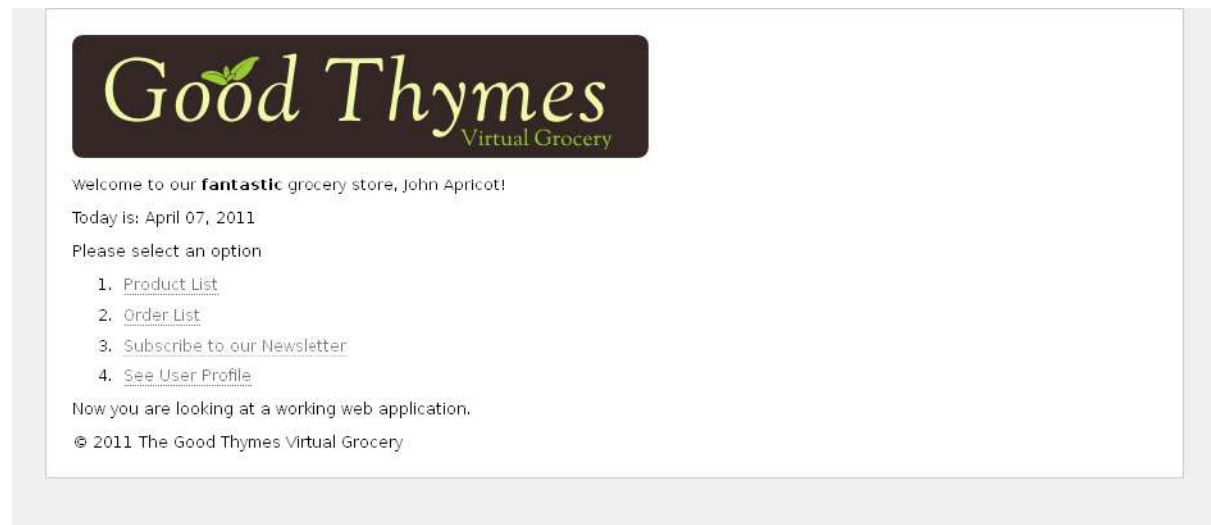 Good Thymes
Virtual Grocery
Welcome to our fantastic grocery store, John Apricot!
Today is: April 07, 2011
Please select an option
1. Product List
2. Order List
3. Subscribe to our Newsletter
4. See User Profile
Now you are looking at a working web application.
© 2011 The Good Thymes Virtual Grocery